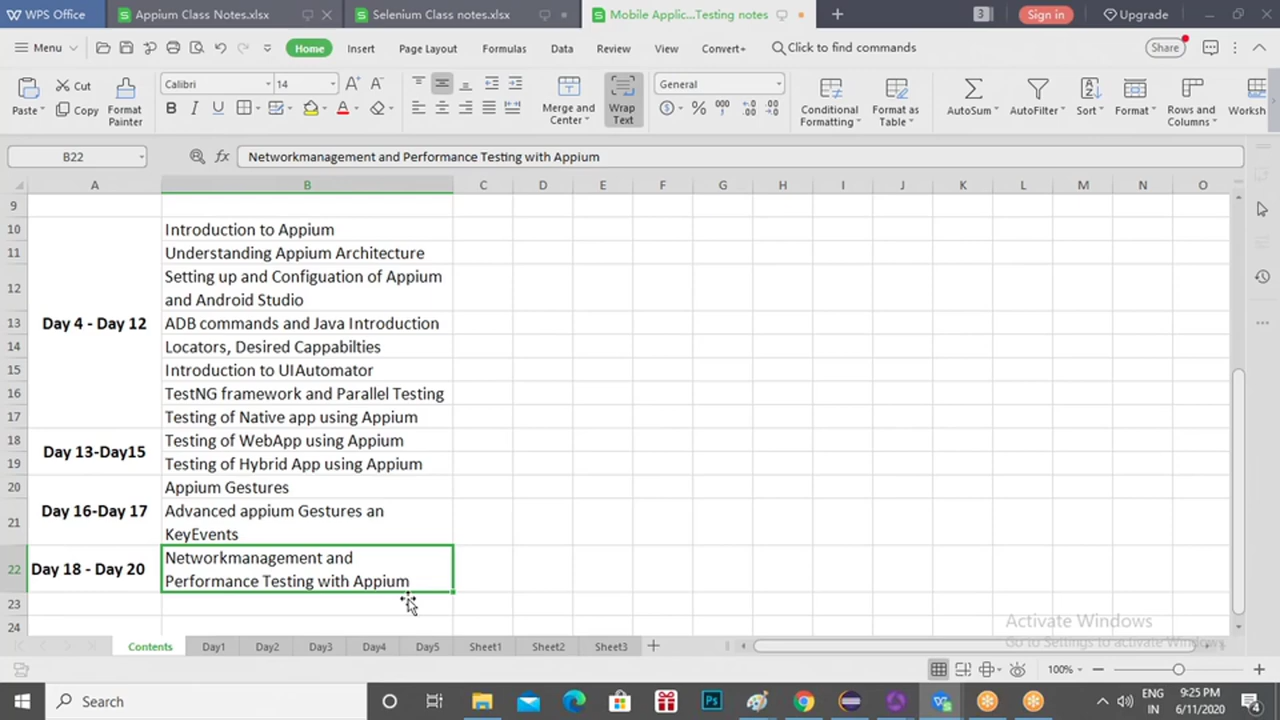 WPS Office
Appium Class Notes.xlsx
Selenium Class notes.xlsx
Mobile Applic...Testing notes
3
Sign in
Upgrade
Menu
Home
Insert
Page Layout
Formulas
Data
Review
View
Convert+
Click to find commands
Share
Paste
Cut
Copy
Format
Painter
Calibri
14
Merge and
Center
Wrap
Text
General
Conditional
Formatting
Format as
Table
AutoSum
AutoFilter
Sort
Format
Rows and
Columns
Worksh
B22
Networkmanagement and Performance Testing with Appium
A B C D E F G H I J K L M N O
9
10 Introduction to Appium
11 Understanding Appium Architecture
12 Setting up and Configuation of Appium
and Android Studio
Day 4 - Day 12
13 ADB commands and Java Introduction
14 Locators, Desired Cappabilties
15 Introduction to UIAutomator
16 TestNG framework and Parallel Testing
17 Testing of Native app using Appium
18 Testing of WebApp using Appium
Day 13-Day15
19 Testing of Hybrid App using Appium
20 Appium Gestures
Day 16-Day 17
21 Advanced appium Gestures an
KeyEvents
22 Day 18 - Day 20 Networkmanagement and
Performance Testing with Appium
23
24
Activate Windows
Go to Settings to activate Windows.
Contents Day1 Day2 Day3 Day4 Day5 Sheet1 Sheet2 Sheet3
100%
Search
ENG
IN
9:25 PM
6/11/2020
4